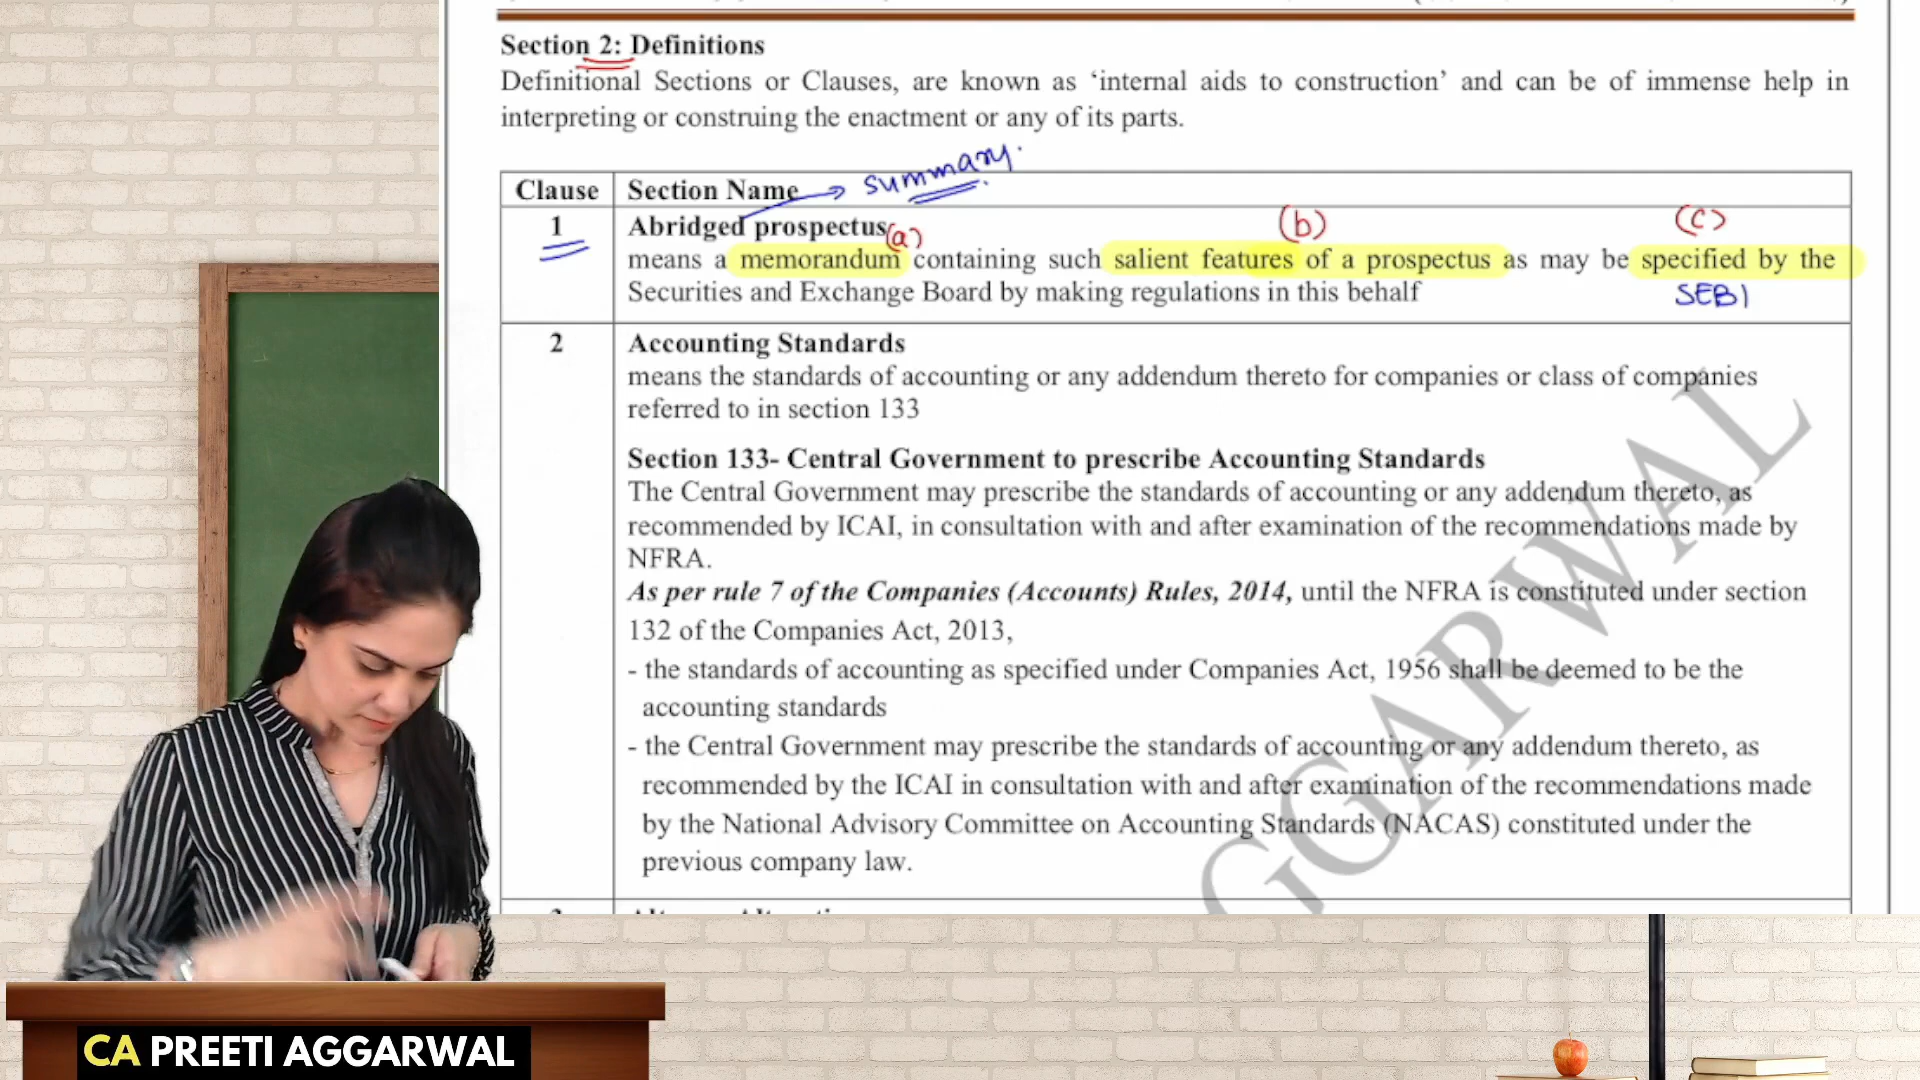 Section 2: Definitions
Definitional Sections or Clauses, are known as ‘internal aids to construction’ and can be of immense help in
interpreting or construing the enactment or any of its parts.
summary.
Clause Section Name
1 Abridged prospectus (a) (b) (c)
means a memorandum containing such salient features of a prospectus as may be specified by the
Securities and Exchange Board by making regulations in this behalf SEBI
2 Accounting Standards
means the standards of accounting or any addendum thereto for companies or class of companies
referred to in section 133
Section 133- Central Government to prescribe Accounting Standards
The Central Government may prescribe the standards of accounting or any addendum thereto, as
recommended by ICAI, in consultation with and after examination of the recommendations made by
NFRA.
As per rule 7 of the Companies (Accounts) Rules, 2014, until the NFRA is constituted under section
132 of the Companies Act, 2013,
- the standards of accounting as specified under Companies Act, 1956 shall be deemed to be the
accounting standards
- the Central Government may prescribe the standards of accounting or any addendum thereto, as
recommended by the ICAI in consultation with and after examination of the recommendations made
by the National Advisory Committee on Accounting Standards (NACAS) constituted under the
previous company law.
GGARWAL
CA PREETI AGGARWAL